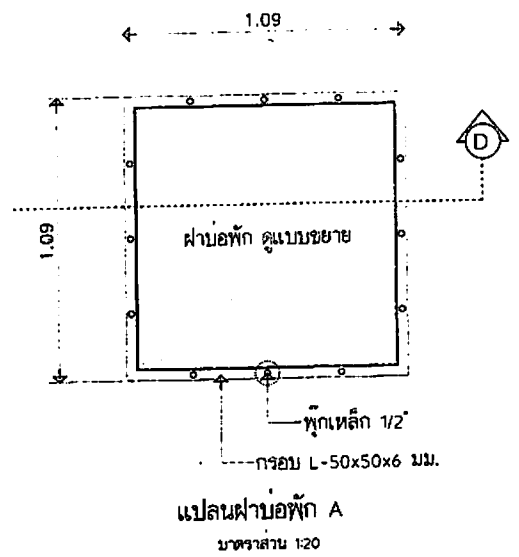 1.09
D
1.09
ฝาบ่อพัก ดูแบบขยาย
พุ๊กเหล็ก 1/2"
กรอบ L-50x50x6 มม.
แปลนฝาบ่อพัก A
มาตราส่วน 1:20